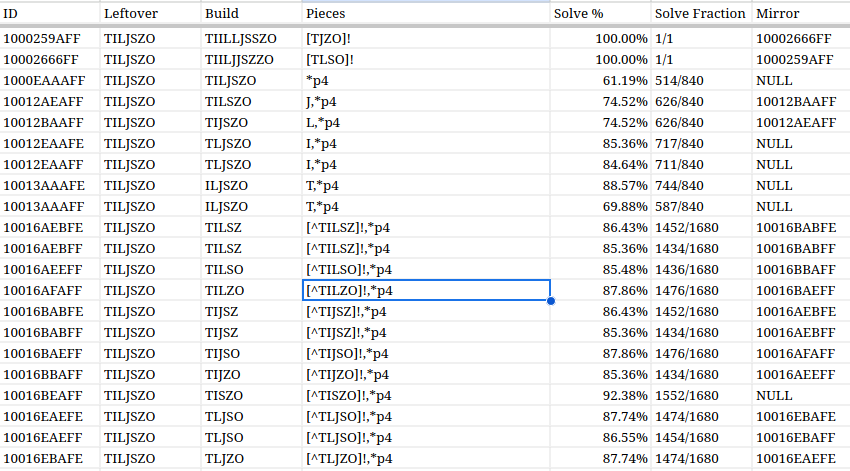 ID Leftover Build Pieces Solve % Solve Fraction Mirror
1000259AFF TILJSZO TIILLJSSZO [TJZO]! 100.00% 1/1 10002666FF
10002666FF TILJSZO TIILJJSZZO [TLSO]! 100.00% 1/1 1000259AFF
1000EAAAFF TILJSZO TILJSZO *p4 61.19% 514/840 NULL
10012AEAFF TILJSZO TILSZO J,*p4 74.52% 626/840 10012BAAFF
10012BAAFF TILJSZO TIJSZO L,*p4 74.52% 626/840 10012AEAFF
10012EAAFE TILJSZO TLJSZO I,*p4 85.36% 717/840 NULL
10012EAAFF TILJSZO TLJSZO I,*p4 84.64% 711/840 NULL
10013AAAFE TILJSZO ILJSZO T,*p4 88.57% 744/840 NULL
10013AAAFF TILJSZO ILJSZO T,*p4 69.88% 587/840 NULL
10016AEBFE TILJSZO TILSZ [^TILSZ]!,*p4 86.43% 1452/1680 10016BABFE
10016AEBFF TILJSZO TILSZ [^TILSZ]!,*p4 85.36% 1434/1680 10016BABFF
10016AEEFF TILJSZO TILSO [^TILSO]!,*p4 85.48% 1436/1680 10016BBAFF
10016AFAFF TILJSZO TILZO [^TILZO]!,*p4 87.86% 1476/1680 10016BAEFF
10016BABFE TILJSZO TIJSZ [^TIJSZ]!,*p4 86.43% 1452/1680 10016AEBFE
10016BABFF TILJSZO TIJSZ [^TIJSZ]!,*p4 85.36% 1434/1680 10016AEBFF
10016BAEFF TILJSZO TIJSO [^TIJSO]!,*p4 87.86% 1476/1680 10016AFAFF
10016BBAFF TILJSZO TIJZO [^TIJZO]!,*p4 85.36% 1434/1680 10016AEEFF
10016BEAFF TILJSZO TISZO [^TISZO]!,*p4 92.38% 1552/1680 NULL
10016EAEFE TILJSZO TLJSO [^TLJSO]!,*p4 87.74% 1474/1680 10016EBAFE
10016EAEFF TILJSZO TLJSO [^TLJSO]!,*p4 86.55% 1454/1680 10016EBAFF
10016EBAFE TILJSZO TLJZO [^TLJZO]!,*p4 87.74% 1474/1680 10016EAEFE